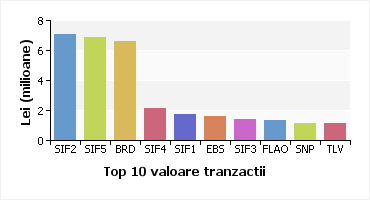 Lei (milioane)
8
6
4
2
0
SIF2 SIF5 BRD SIF4 SIF1 EBS SIF3 FLAO SNP TLV
Top 10 valoare tranzactii